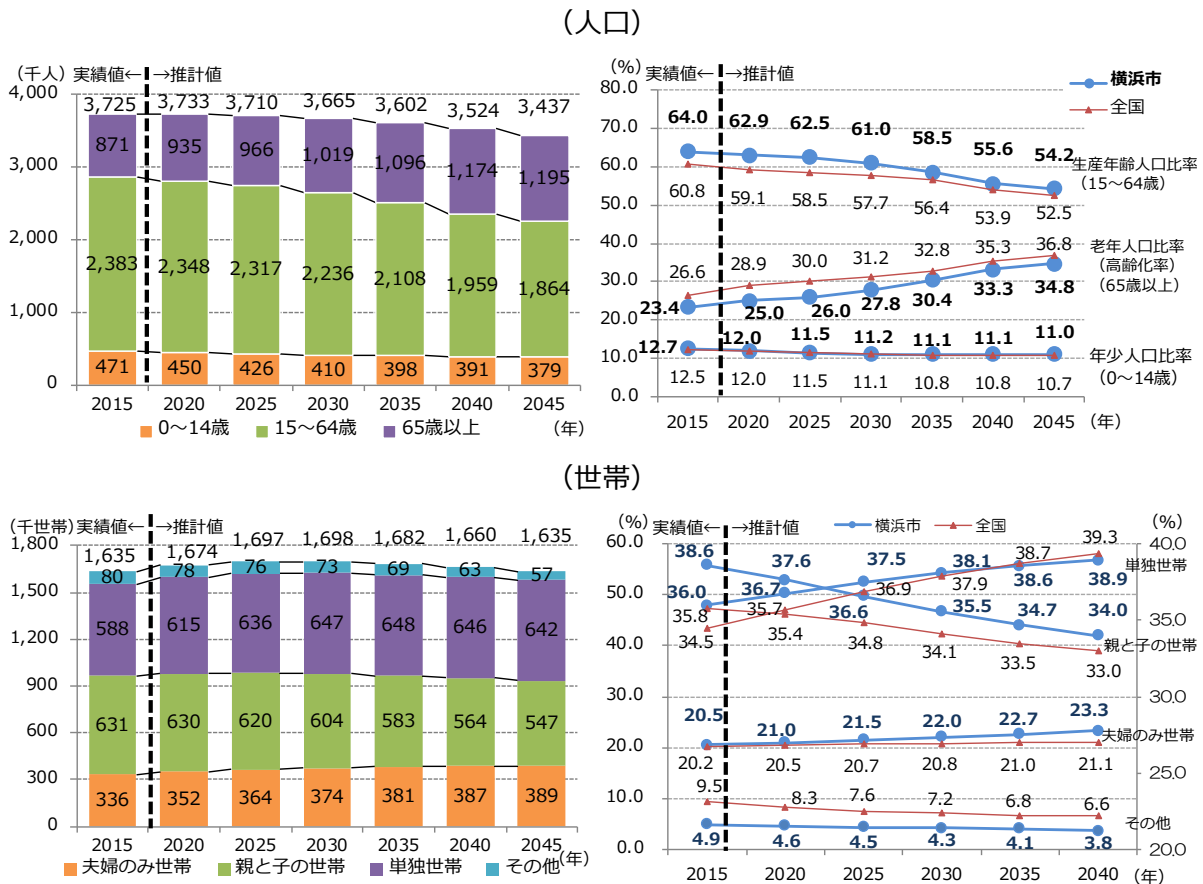 （人口）
（千人） 実績値← →推計値
4,000
3,000
2,000
1,000
0
3,725 3,733 3,710 3,665 3,602 3,524 3,437
871 935 966 1,019 1,096 1,174 1,195
2,383 2,348 2,317 2,236 2,108 1,959 1,864
471 450 426 410 398 391 379
2015 2020 2025 2030 2035 2040 2045
0～14歳 15～64歳 65歳以上 （年）
(%) 実績値← →推計値
横浜市
全国
80.0
70.0
60.0
50.0
40.0
30.0
20.0
10.0
0.0
64.0 62.9 62.5 61.0 58.5 55.6 54.2
生産年齢人口比率
（15～64歳）
60.8 59.1 58.5 57.7 56.4 53.9 52.5
26.6 28.9 30.0 31.2 32.8 35.3 36.8
老年人口比率
（高齢化率）
（65歳以上）
23.4 25.0 26.0 27.8 30.4 33.3 34.8
12.7 12.0 11.5 11.2 11.1 11.1 11.0
年少人口比率
（0～14歳）
12.5 12.0 11.5 11.1 10.8 10.8 10.7
2015 2020 2025 2030 2035 2040 2045 （年）
（世帯）
（千世帯） 実績値← →推計値
1,800
1,500
1,200
900
600
300
0
1,635 1,674 1,697 1,698 1,682 1,660 1,635
80 78 76 73 69 63 57
588 615 636 647 648 646 642
631 630 620 604 583 564 547
336 352 364 374 381 387 389
2015 2020 2025 2030 2035 2040 2045
夫婦のみ世帯 親と子の世帯 単独世帯 その他 （年）
(%) 実績値← →推計値 横浜市 全国 (%)
60.0
50.0
40.0
30.0
20.0
10.0
0.0
40.0
35.0
30.0
25.0
20.0
38.6 37.6 36.6 35.5 34.7 34.0
36.0 36.7 37.5 38.1 38.6 38.9
単独世帯
34.5 35.7 36.9 37.9 38.7 39.3
35.8 35.4 34.8 34.1 33.5 33.0
親と子の世帯
20.5 21.0 21.5 22.0 22.7 23.3
夫婦のみ世帯
20.2 20.5 20.7 20.8 21.0 21.1
9.5 8.3 7.6 7.2 6.8 6.6
その他
4.9 4.6 4.5 4.3 4.1 3.8
2015 2020 2025 2030 2035 2040
（年）